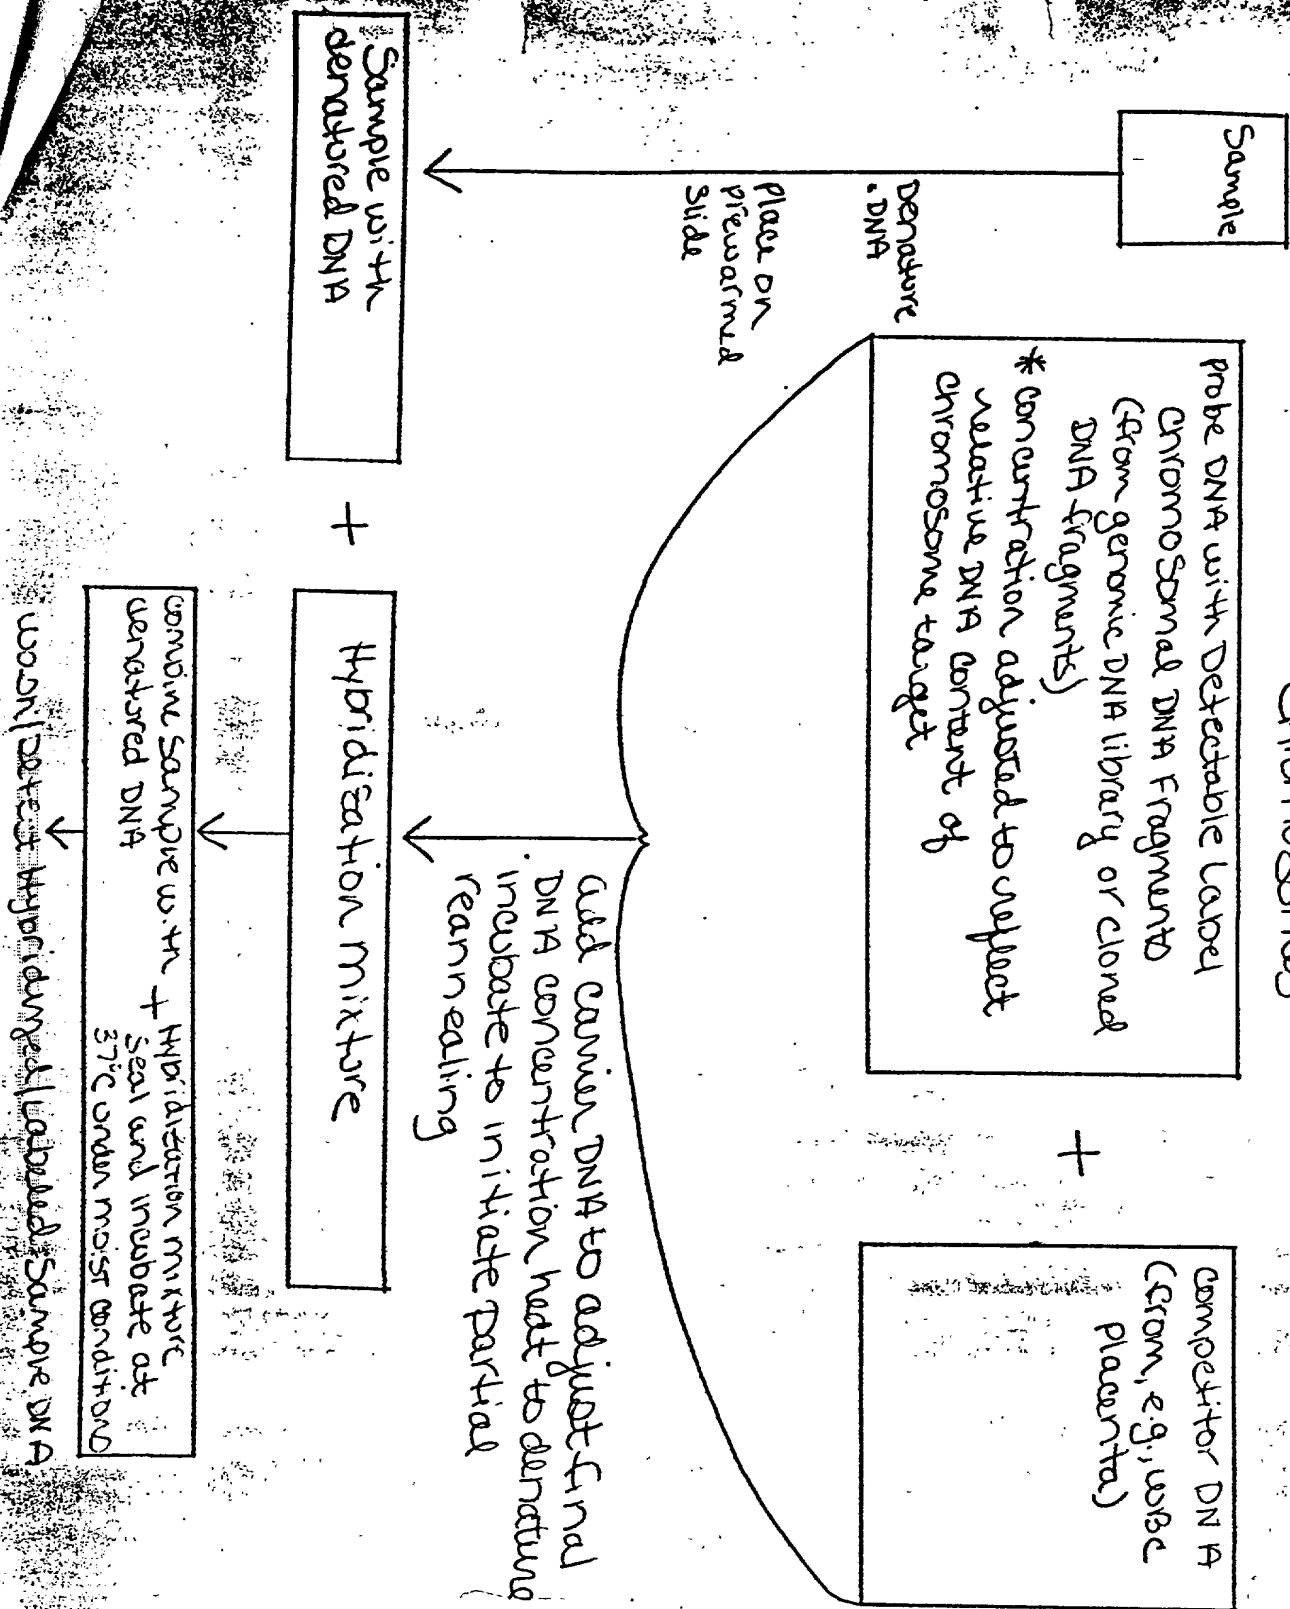 Sample
Denature
DNA
Place on
prewarmed
slide
Sample with
denatured DNA
Probe DNA with Detectable Label
Chromosomal DNA Fragments
(from genomic DNA library or cloned
DNA fragments)
* concentration adjusted to reflect
relative DNA content of
chromosome target
+
Competitor DNA
(from, e.g., WBC
placenta)
add carrier DNA to adjust final
DNA concentration heat to denature
incubate to initiate partial
reannealing
+
Hybridization mixture
combine sample with + Hybridization mixture
denatured DNA seal and incubate at
37°C under moist conditions
wash/Detect Hybridized/Labeled Sample DNA